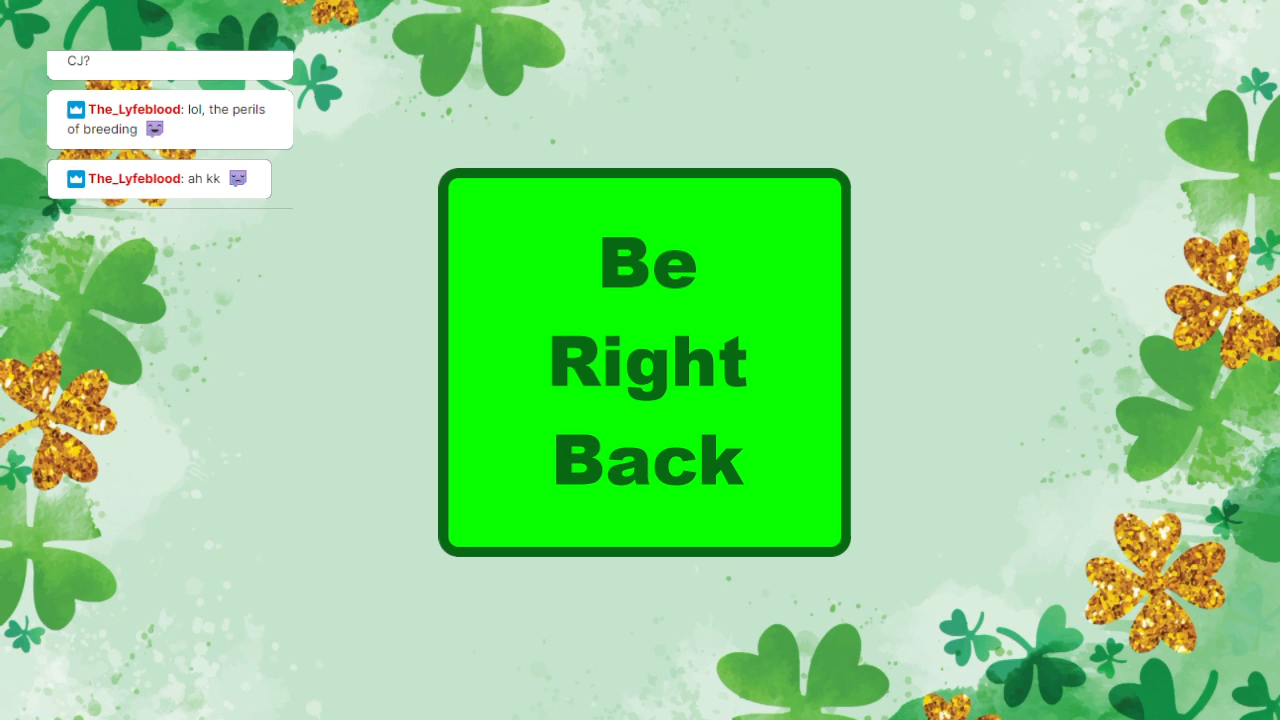 CJ?
The_Lyfeblood: lol, the perils
of breeding
The_Lyfeblood: ah kk
Be
Right
Back